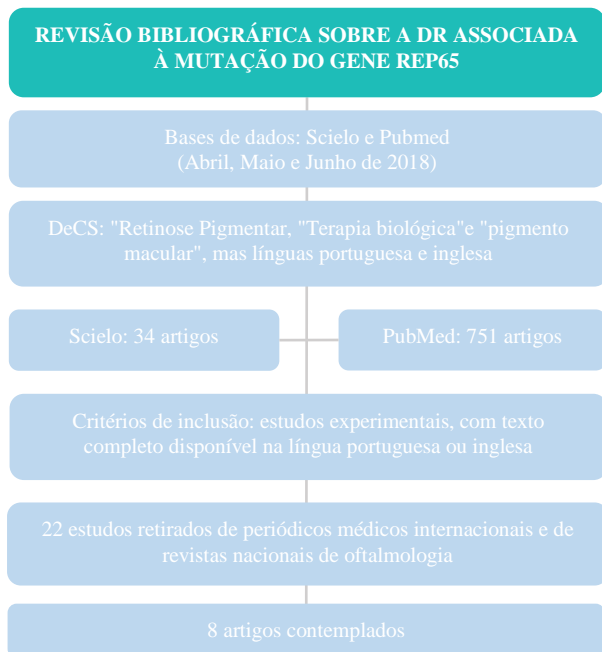 REVISÃO BIBLIOGRÁFICA SOBRE A DR ASSOCIADA
À MUTAÇÃO DO GENE REP65
Bases de dados: Scielo e Pubmed
(Abril, Maio e Junho de 2018)
DeCS: "Retinose Pigmentar, "Terapia biológica"e "pigmento
macular", mas línguas portuguesa e inglesa
Scielo: 34 artigos
PubMed: 751 artigos
Critérios de inclusão: estudos experimentais, com texto
completo disponível na língua portuguesa ou inglesa
22 estudos retirados de periódicos médicos internacionais e de
revistas nacionais de oftalmologia
8 artigos contemplados